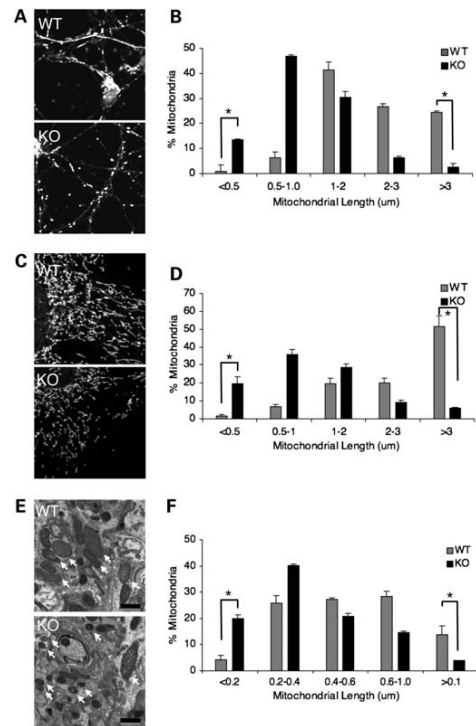 A
WT
KO
B
50
40
30
20
10
0
% Mitochondria
WT
KO
*
*
<0.5
0.5-1.0
1-2
2-3
>3
Mitochondrial Length (um)
C
WT
KO
D
70
60
50
40
30
20
10
0
% Mitochondria
WT
KO
*
*
<0.5
0.5-1
1-2
2-3
>3
Mitochondrial Length (um)
E
WT
KO
F
50
40
30
20
10
0
% Mitochondria
WT
KO
*
*
<0.2
0.2-0.4
0.4-0.6
0.6-1.0
>0.1
Mitochondrial Length (um)